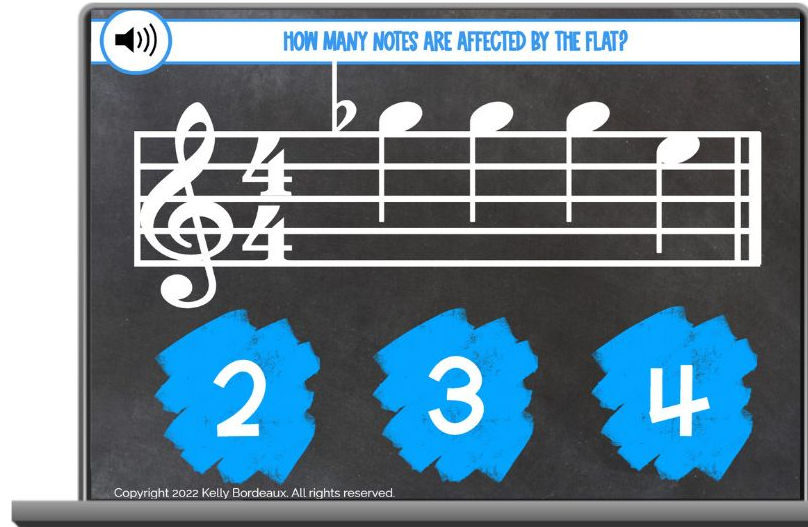 HOW MANY NOTES ARE AFFECTED BY THE FLAT?
4
4
2 3 4
Copyright 2022 Kelly Bordeaux. All rights reserved.